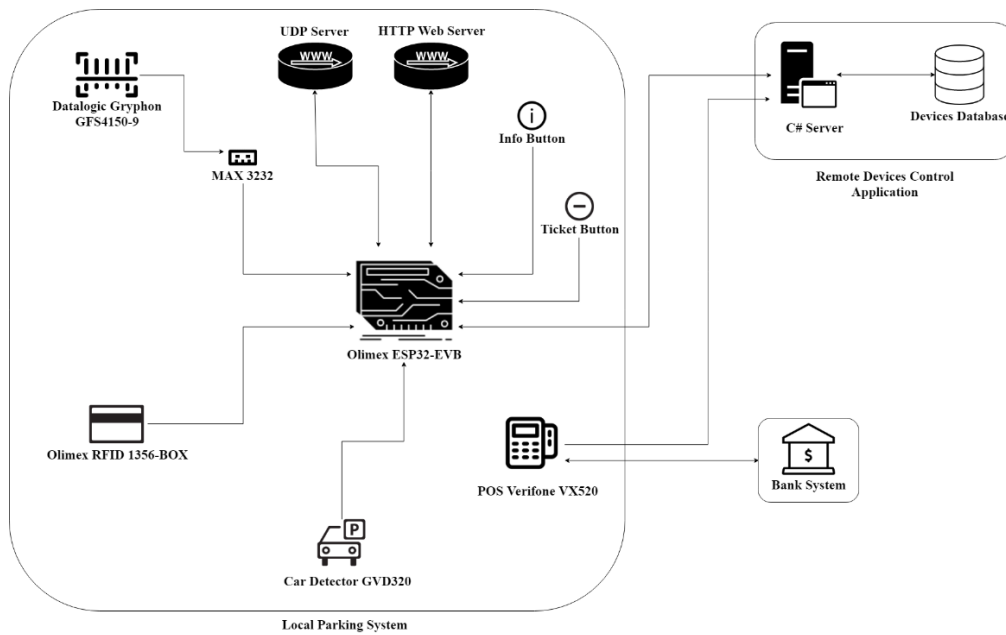 UDP Server
HTTP Web Server
WWW
WWW
Datalogic Gryphon
GFS4150-9
MAX 3232
i
Info Button
Ticket Button
C# Server
Devices Database
Remote Devices Control
Application
Olimex ESP32-EVB
Olimex RFID 1356-BOX
POS Verifone VX520
$
Bank System
P
Car Detector GVD320
Local Parking System